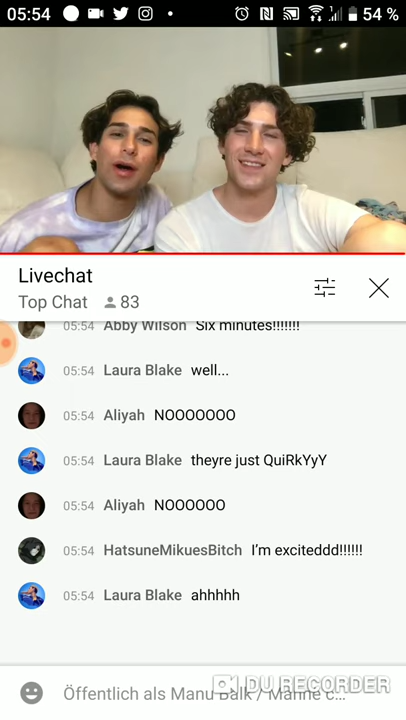 05:54
54 %
Livechat
Top Chat 83
05:54 Abby Wilson Six minutes!!!!!!!
05:54 Laura Blake well...
05:54 Aliyah NOOOOOOO
05:54 Laura Blake theyre just QuiRkYyY
05:54 Aliyah NOOOOOO
05:54 HatsuneMikuesBitch I'm exciteddd!!!!!!
05:54 Laura Blake ahhhhh
DU RECORDER
Öffentlich als Manu Balk / Männe c...